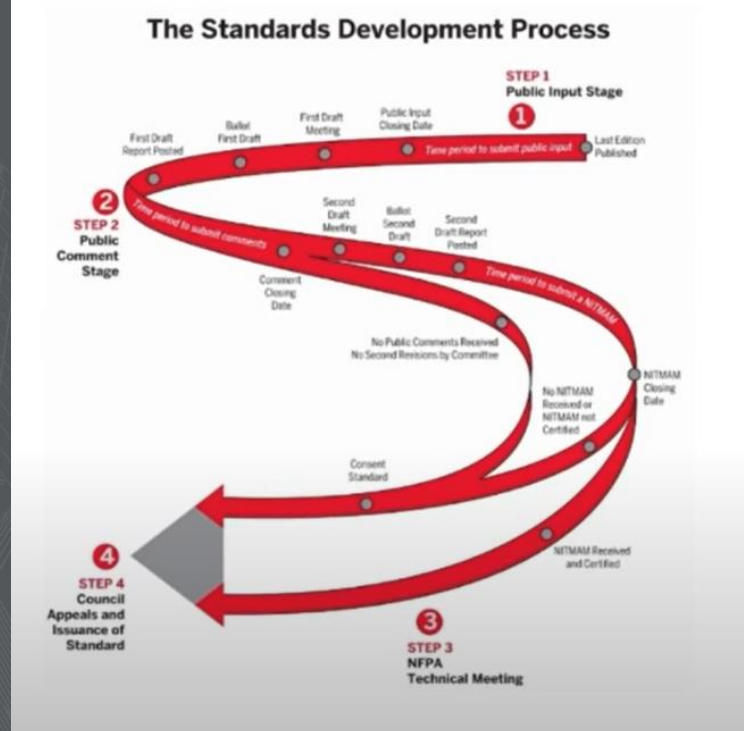 The Standards Development Process
STEP 1
Public Input Stage
1
Public Input
Closing Date
First Draft
Meeting
Ballot
First Draft
First Draft
Report Posted
Time period to submit public input
Last Edition
Published
2
STEP 2
Public
Comment
Stage
Time period to submit comments
Comment
Closing
Date
Second
Draft
Meeting
Ballot
Second
Draft
Second
Draft Report
Posted
Time period to submit a NITMAM
No Public Comments Received
No Second Revisions by Committee
NITMAM
Closing
Date
No NITMAM
Received or
NITMAM not
Certified
Consent
Standard
NITMAM Received
and Certified
3
STEP 3
NFPA
Technical Meeting
4
STEP 4
Council
Appeals and
Issuance of
Standard